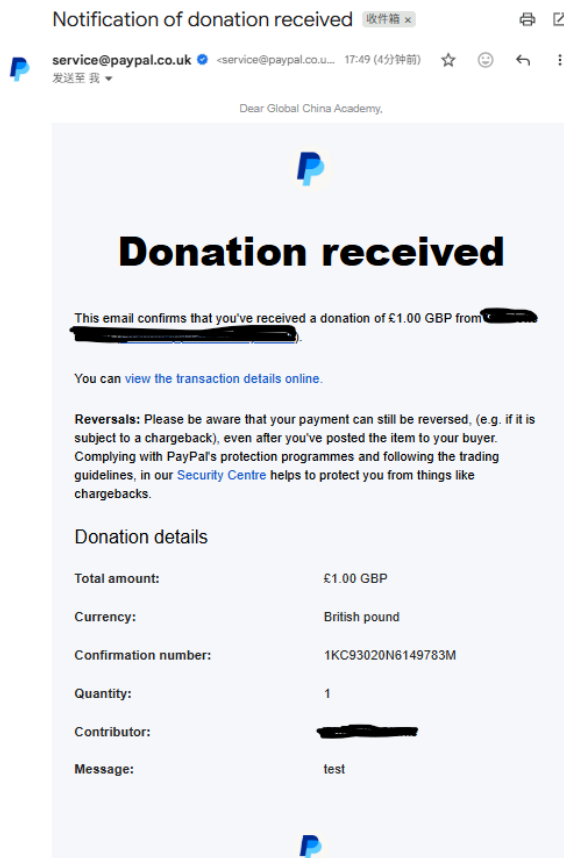 Notification of donation received 收件箱 ×
service@paypal.co.uk <service@paypal.co.u... 17:49 (4分钟前)
发送至 我
Dear Global China Academy,
Donation received
This email confirms that you've received a donation of £1.00 GBP from
).
You can view the transaction details online.
Reversals: Please be aware that your payment can still be reversed, (e.g. if it is
subject to a chargeback), even after you've posted the item to your buyer.
Complying with PayPal's protection programmes and following the trading
guidelines, in our Security Centre helps to protect you from things like
chargebacks.
Donation details
Total amount: £1.00 GBP
Currency: British pound
Confirmation number: 1KC93020N6149783M
Quantity: 1
Contributor:
Message: test